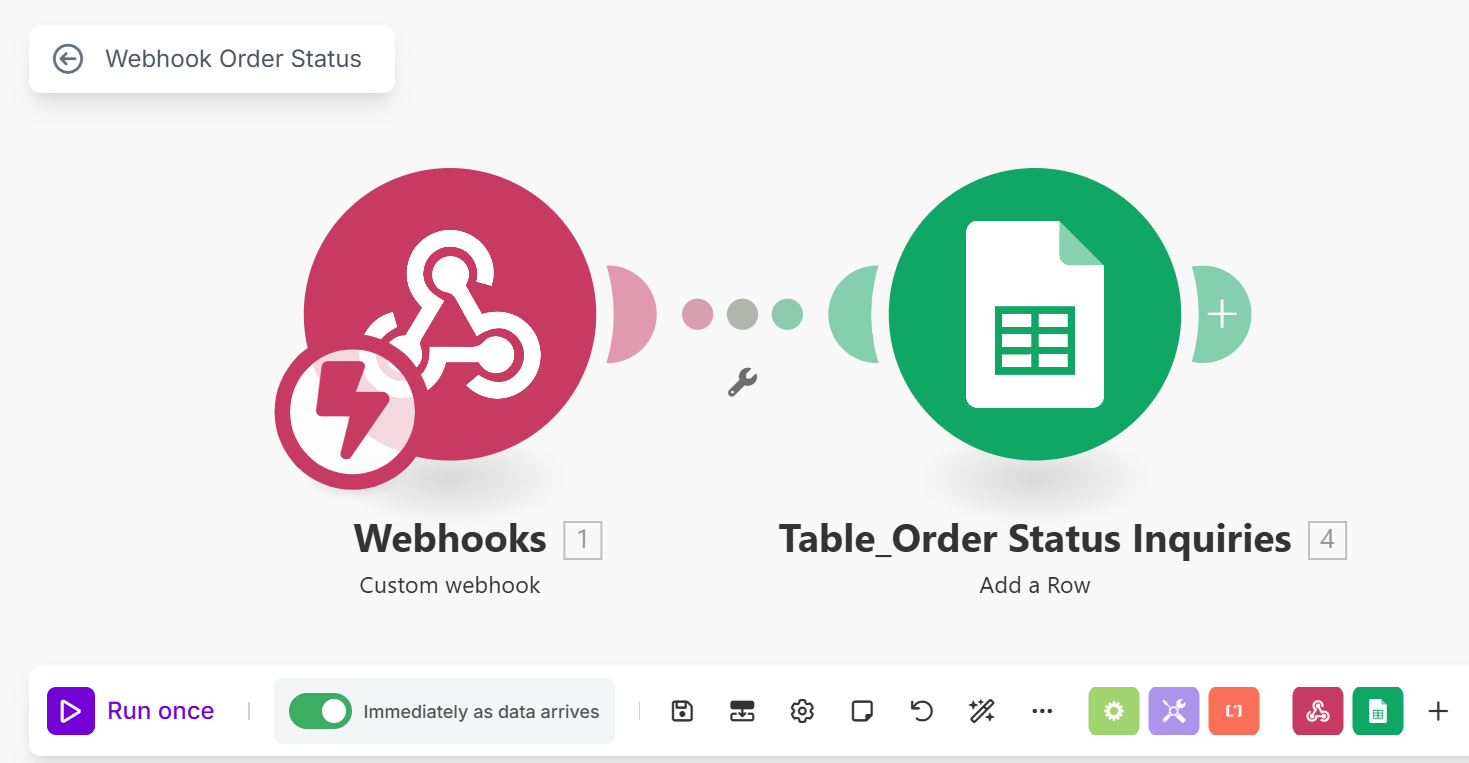 Webhook Order Status
Webhooks 1
Custom webhook
Table_Order Status Inquiries 4
Add a Row
Run once
Immediately as data arrives